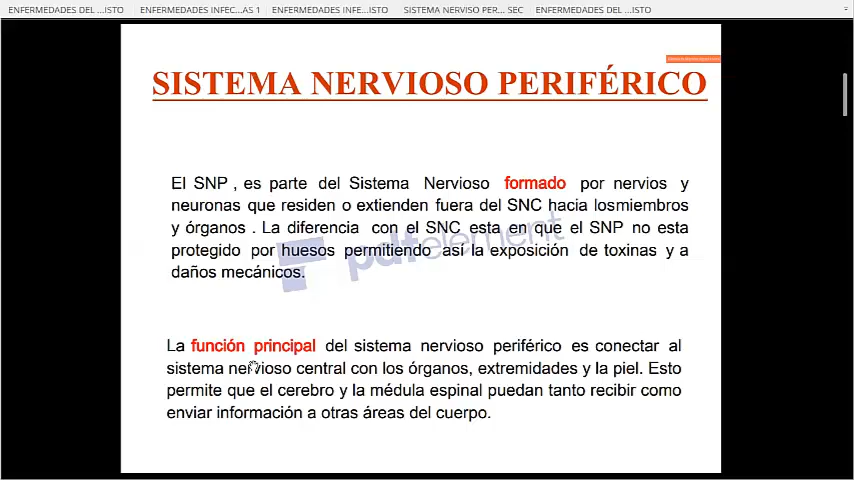 ENFERMEDADES DEL ...ISTO ENFERMEDADES INFEC...AS 1 ENFERMEDADES INFE...ISTO SISTEMA NERVISO PER... SEC ENFERMEDADES DEL ...ISTO
SISTEMA NERVIOSO PERIFÉRICO
El SNP , es parte del Sistema Nervioso formado por nervios y
neuronas que residen o extienden fuera del SNC hacia losmiembros
y órganos . La diferencia con el SNC esta en que el SNP no esta
protegido por huesos permitiendo así la exposición de toxinas y a
daños mecánicos.
pdfelement
La función principal del sistema nervioso periférico es conectar al
sistema nervioso central con los órganos, extremidades y la piel. Esto
permite que el cerebro y la médula espinal puedan tanto recibir como
enviar información a otras áreas del cuerpo.